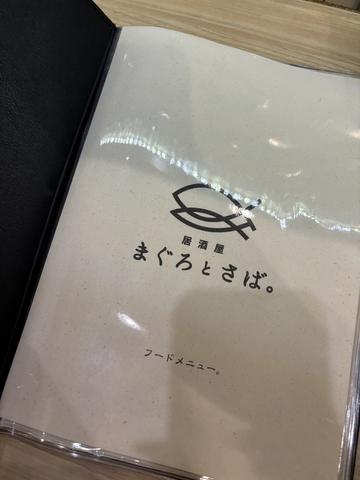 居酒屋
まぐろとさば。
フードメニュー。